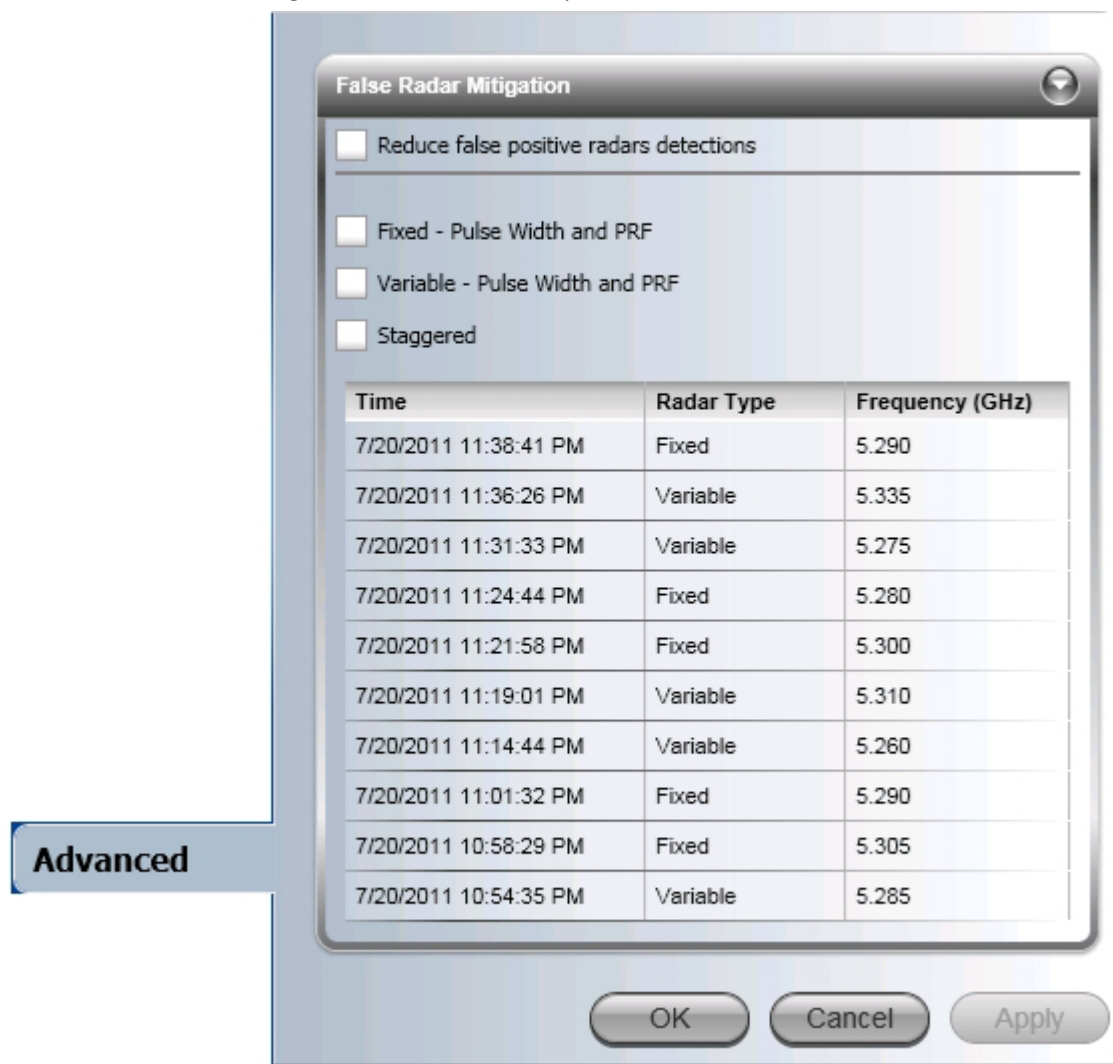 False Radar Mitigation
Reduce false positive radars detections
Fixed - Pulse Width and PRF
Variable - Pulse Width and PRF
Staggered
Time Radar Type Frequency (GHz)
7/20/2011 11:38:41 PM Fixed 5.290
7/20/2011 11:36:26 PM Variable 5.335
7/20/2011 11:31:33 PM Variable 5.275
7/20/2011 11:24:44 PM Fixed 5.280
7/20/2011 11:21:58 PM Fixed 5.300
7/20/2011 11:19:01 PM Variable 5.310
7/20/2011 11:14:44 PM Variable 5.260
7/20/2011 11:01:32 PM Fixed 5.290
7/20/2011 10:58:29 PM Fixed 5.305
7/20/2011 10:54:35 PM Variable 5.285
Advanced
OK Cancel Apply